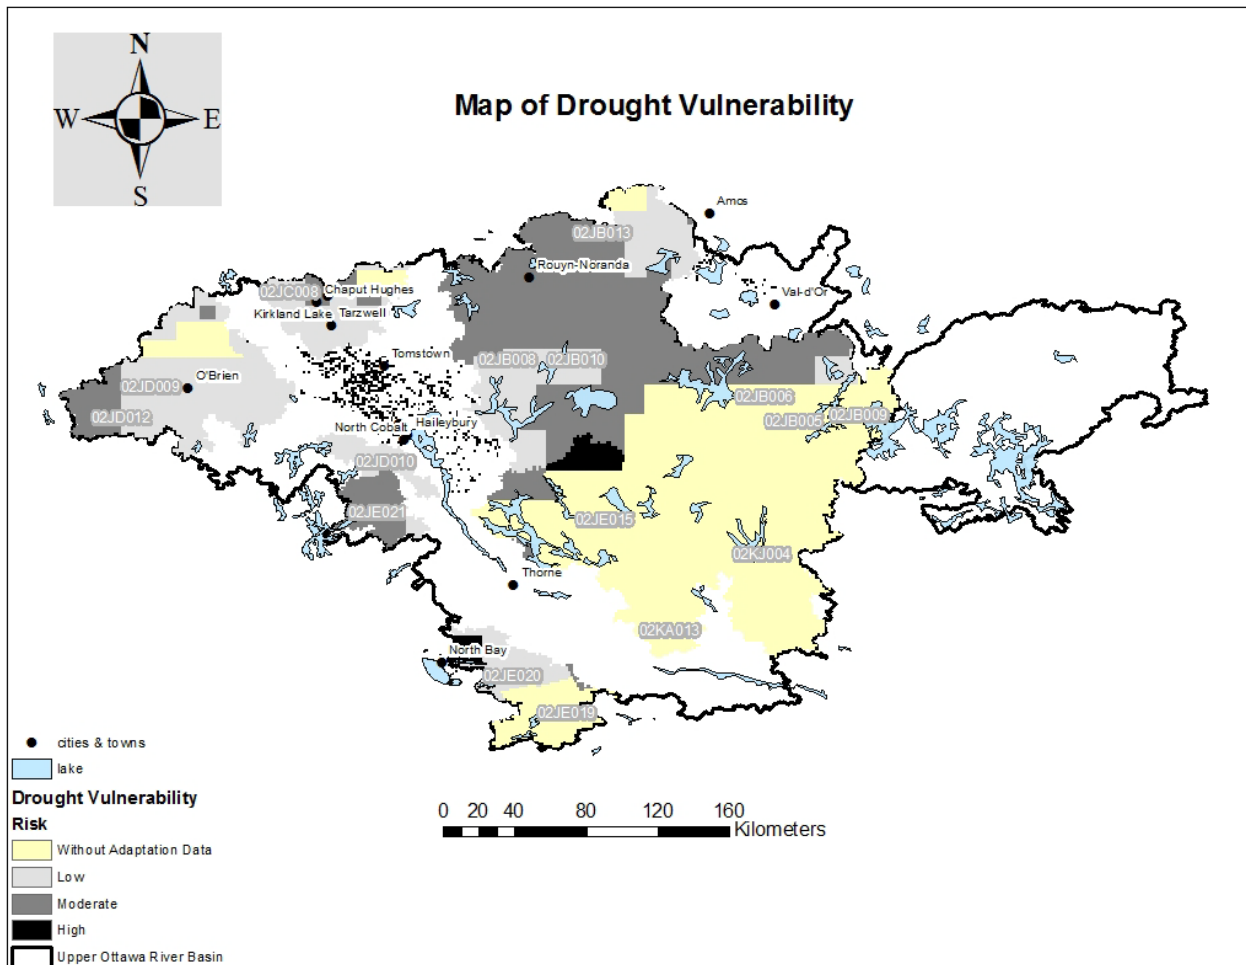 N
W E
S
Map of Drought Vulnerability
Amos
02JB013
Rouyn-Noranda
02JC008
Chaput Hughes
Val-d'Or
Kirkland Lake
Tarzwell
Tomstown
02JB008
02JB010
O'Brien
02JD009
02JB006
02JD012
02JB005
02JB009
North Cobalt
Haileybury
02JD010
02JE021
02JE015
02KJ004
Thorne
02KA013
North Bay
02JE020
02JE019
cities & towns
lake
Drought Vulnerability
Risk
Without Adaptation Data
Low
Moderate
High
Upper Ottawa River Basin
0 20 40 80 120 160
Kilometers